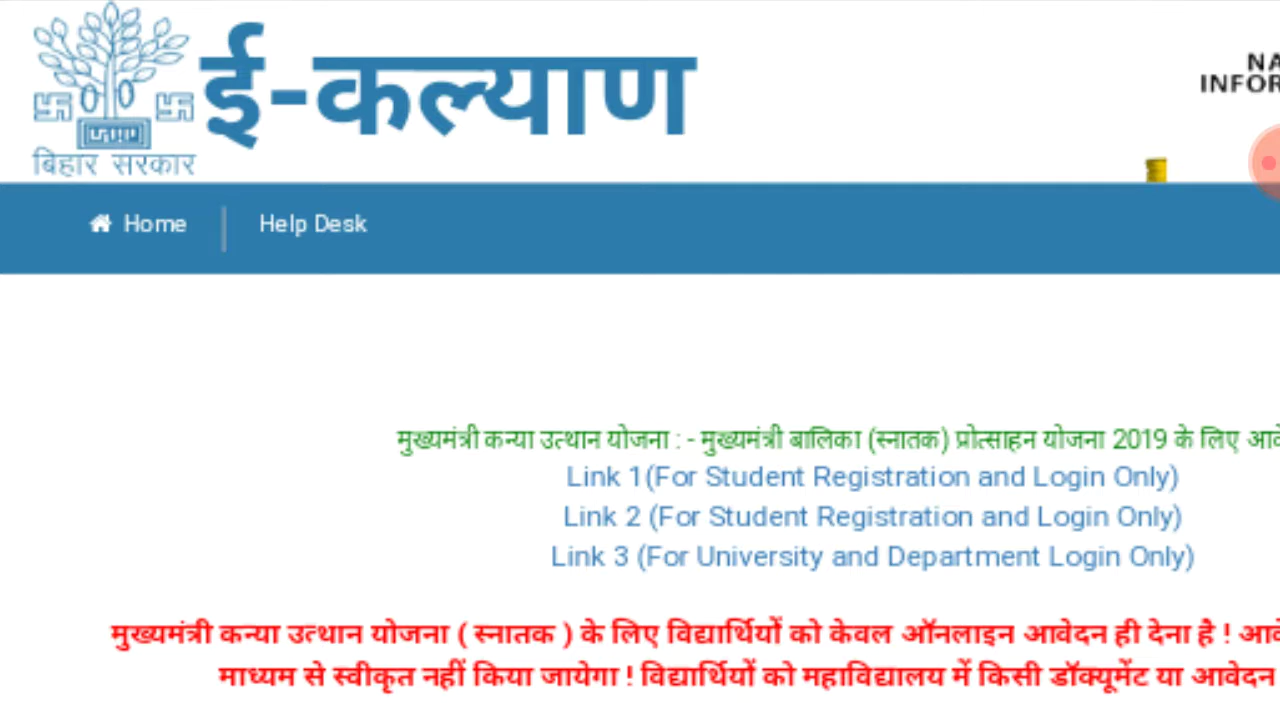 ई-कल्याण
बिहार सरकार
Home
Help Desk
मुख्यमंत्री कन्या उत्थान योजना : - मुख्यमंत्री बालिका (स्नातक) प्रोत्साहन योजना 2019 के लिए
Link 1(For Student Registration and Login Only)
Link 2 (For Student Registration and Login Only)
Link 3 (For University and Department Login Only)
मुख्यमंत्री कन्या उत्थान योजना ( स्नातक ) के लिए विद्यार्थियों को केवल ऑनलाइन आवेदन ही देना है !
माध्यम से स्वीकृत नहीं किया जायेगा ! विद्यार्थियों को महाविद्यालय में किसी डॉक्यूमेंट या आवेदन